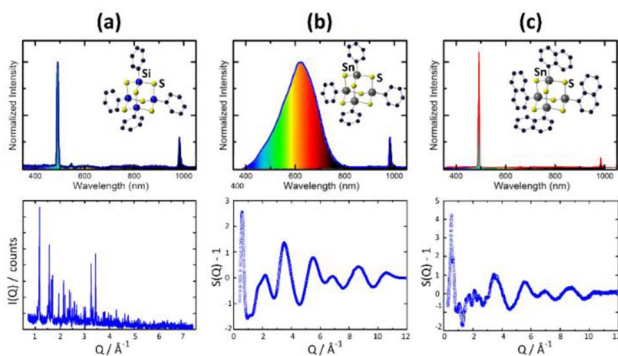 (a) (b) (c)
Normalized Intensity
Si
S
400 600 800 1000
Wavelength (nm)
Normalized Intensity
Sn
S
400 600 800 1000
Wavelength (nm)
Normalized Intensity
Sn
S
400 600 800 1000
Wavelength (nm)
I(Q) / counts
1 2 3 4 5 6 7
Q / Å⁻¹
S(Q) - 1
3
2
1
0
-1
-2
0 2 4 6 8 10 12
Q / Å⁻¹
S(Q) - 1
5
4
3
2
1
0
-1
-2
0 2 4 6 8 10 12
Q / Å⁻¹